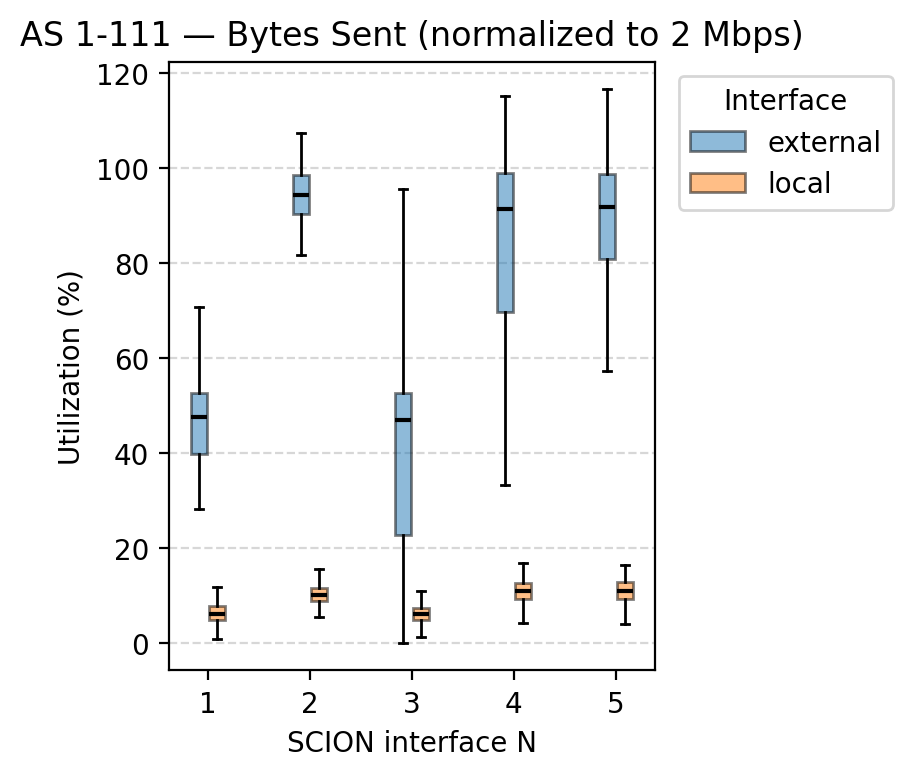 AS 1-111 — Bytes Sent (normalized to 2 Mbps)
Interface
external
local
Utilization (%)
120
100
80
60
40
20
0
1 2 3 4 5
SCION interface N